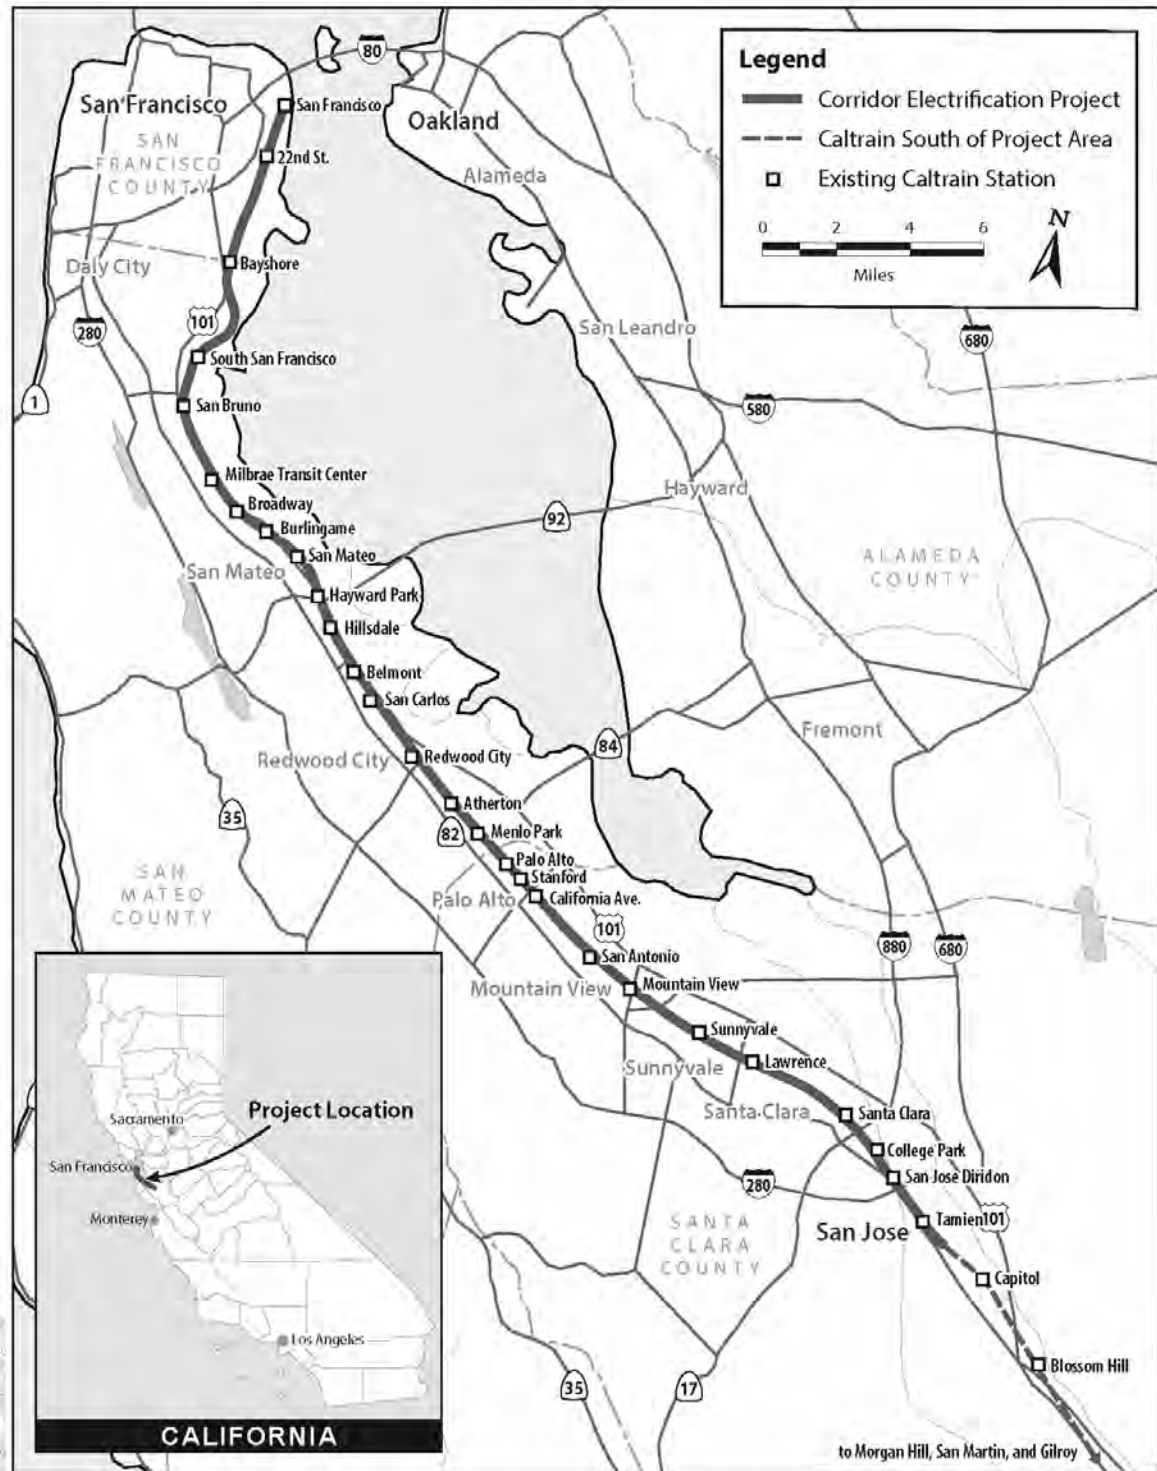 Legend
Corridor Electrification Project
Caltrain South of Project Area
Existing Caltrain Station
0 2 4 6
Miles
N
80
San Francisco
San Francisco
Oakland
SAN
FRANCISCO
COUNTY
22nd St.
Alameda
Bayshore
Daly City
101
280
San Leandro
680
South San Francisco
1
San Bruno
580
Milbrae Transit Center
Hayward
Broadway
92
Burlingame
San Mateo
San Mateo
ALAMEDA
COUNTY
Hayward Park
Hillsdale
Belmont
San Carlos
Fremont
84
Redwood City
Redwood City
Atherton
35
82
Menlo Park
Palo Alto
Stanford
SAN
MATEO
COUNTY
Palo Alto
California Ave.
101
880
680
San Antonio
Mountain View
Mountain View
Sunnyvale
Sunnyvale
Lawrence
Santa Clara
Santa Clara
College Park
280
San Jose Diridon
SANTA
CLARA
COUNTY
San Jose
Tamien
101
Capitol
Blossom Hill
35
17
to Morgan Hill, San Martin, and Gilroy
Project Location
Sacramento
San Francisco
Monterey
Los Angeles
CALIFORNIA